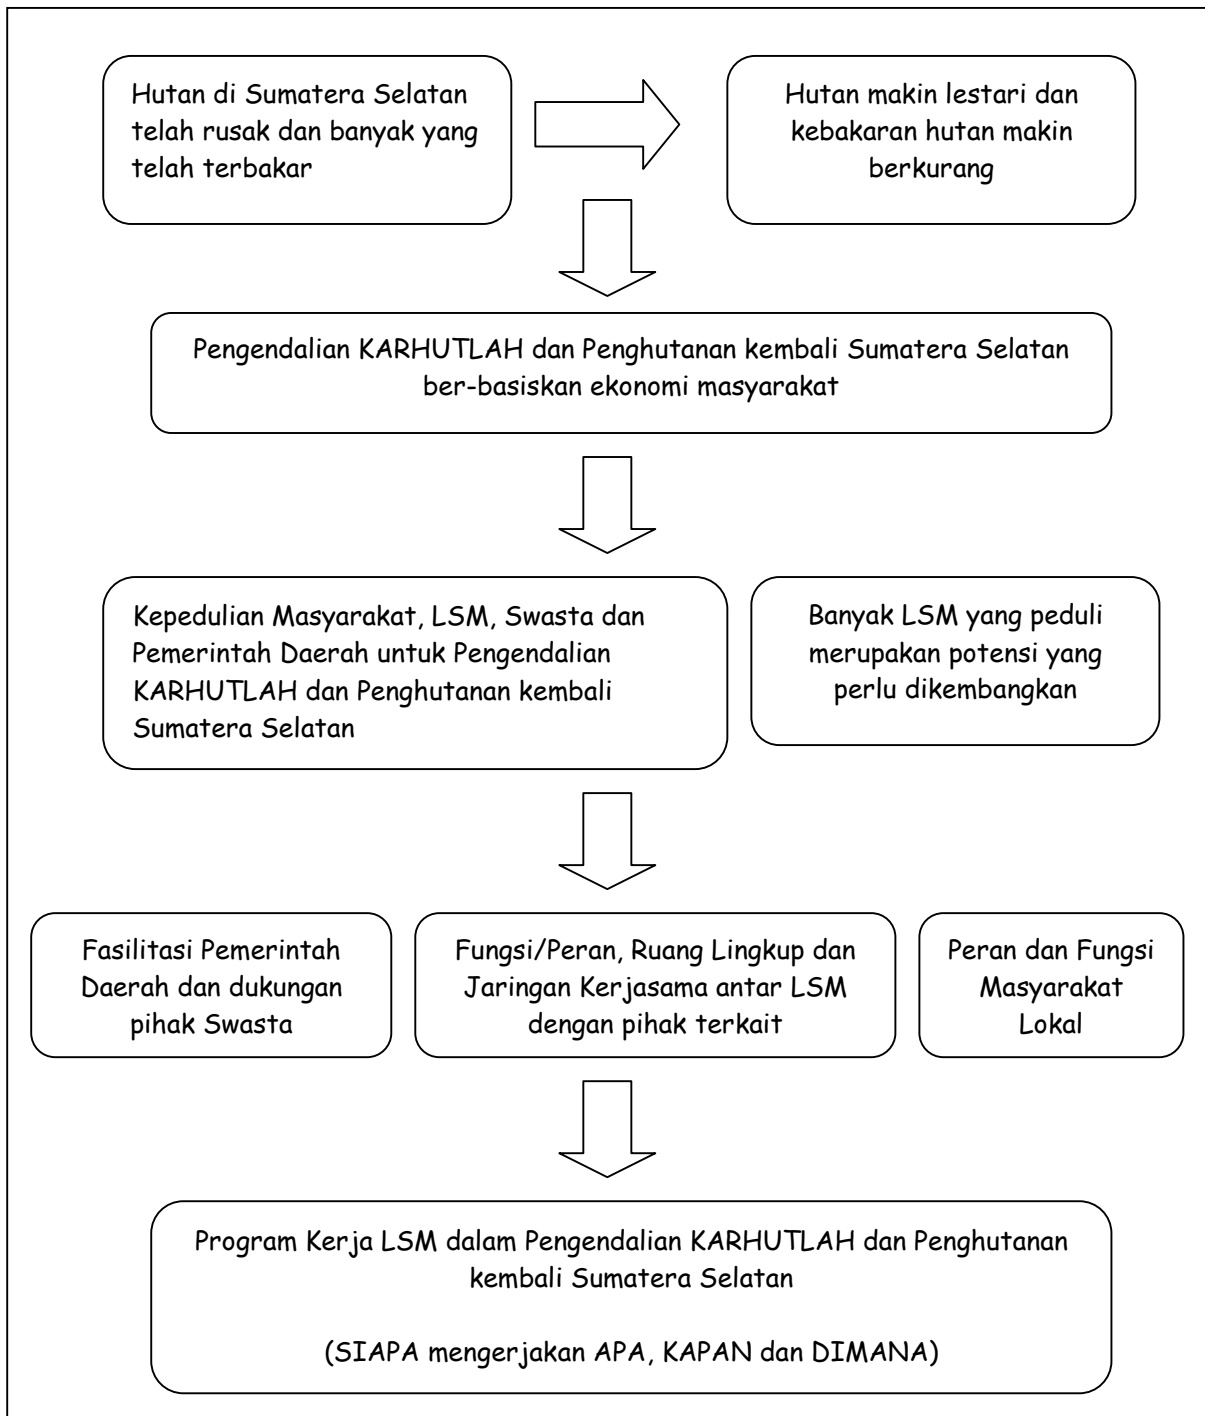 Hutan di Sumatera Selatan
telah rusak dan banyak yang
telah terbakar
Hutan makin lestari dan
kebakaran hutan makin
berkurang
Pengendalian KARHUTLAH dan Penghutanan kembali Sumatera Selatan
ber-basiskan ekonomi masyarakat
Kepedulian Masyarakat, LSM, Swasta dan
Pemerintah Daerah untuk Pengendalian
KARHUTLAH dan Penghutanan kembali
Sumatera Selatan
Banyak LSM yang peduli
merupakan potensi yang
perlu dikembangkan
Fasilitasi Pemerintah
Daerah dan dukungan
pihak Swasta
Fungsi/Peran, Ruang Lingkup dan
Jaringan Kerjasama antar LSM
dengan pihak terkait
Peran dan Fungsi
Masyarakat
Lokal
Program Kerja LSM dalam Pengendalian KARHUTLAH dan Penghutanan
kembali Sumatera Selatan
(SIAPA mengerjakan APA, KAPAN dan DIMANA)